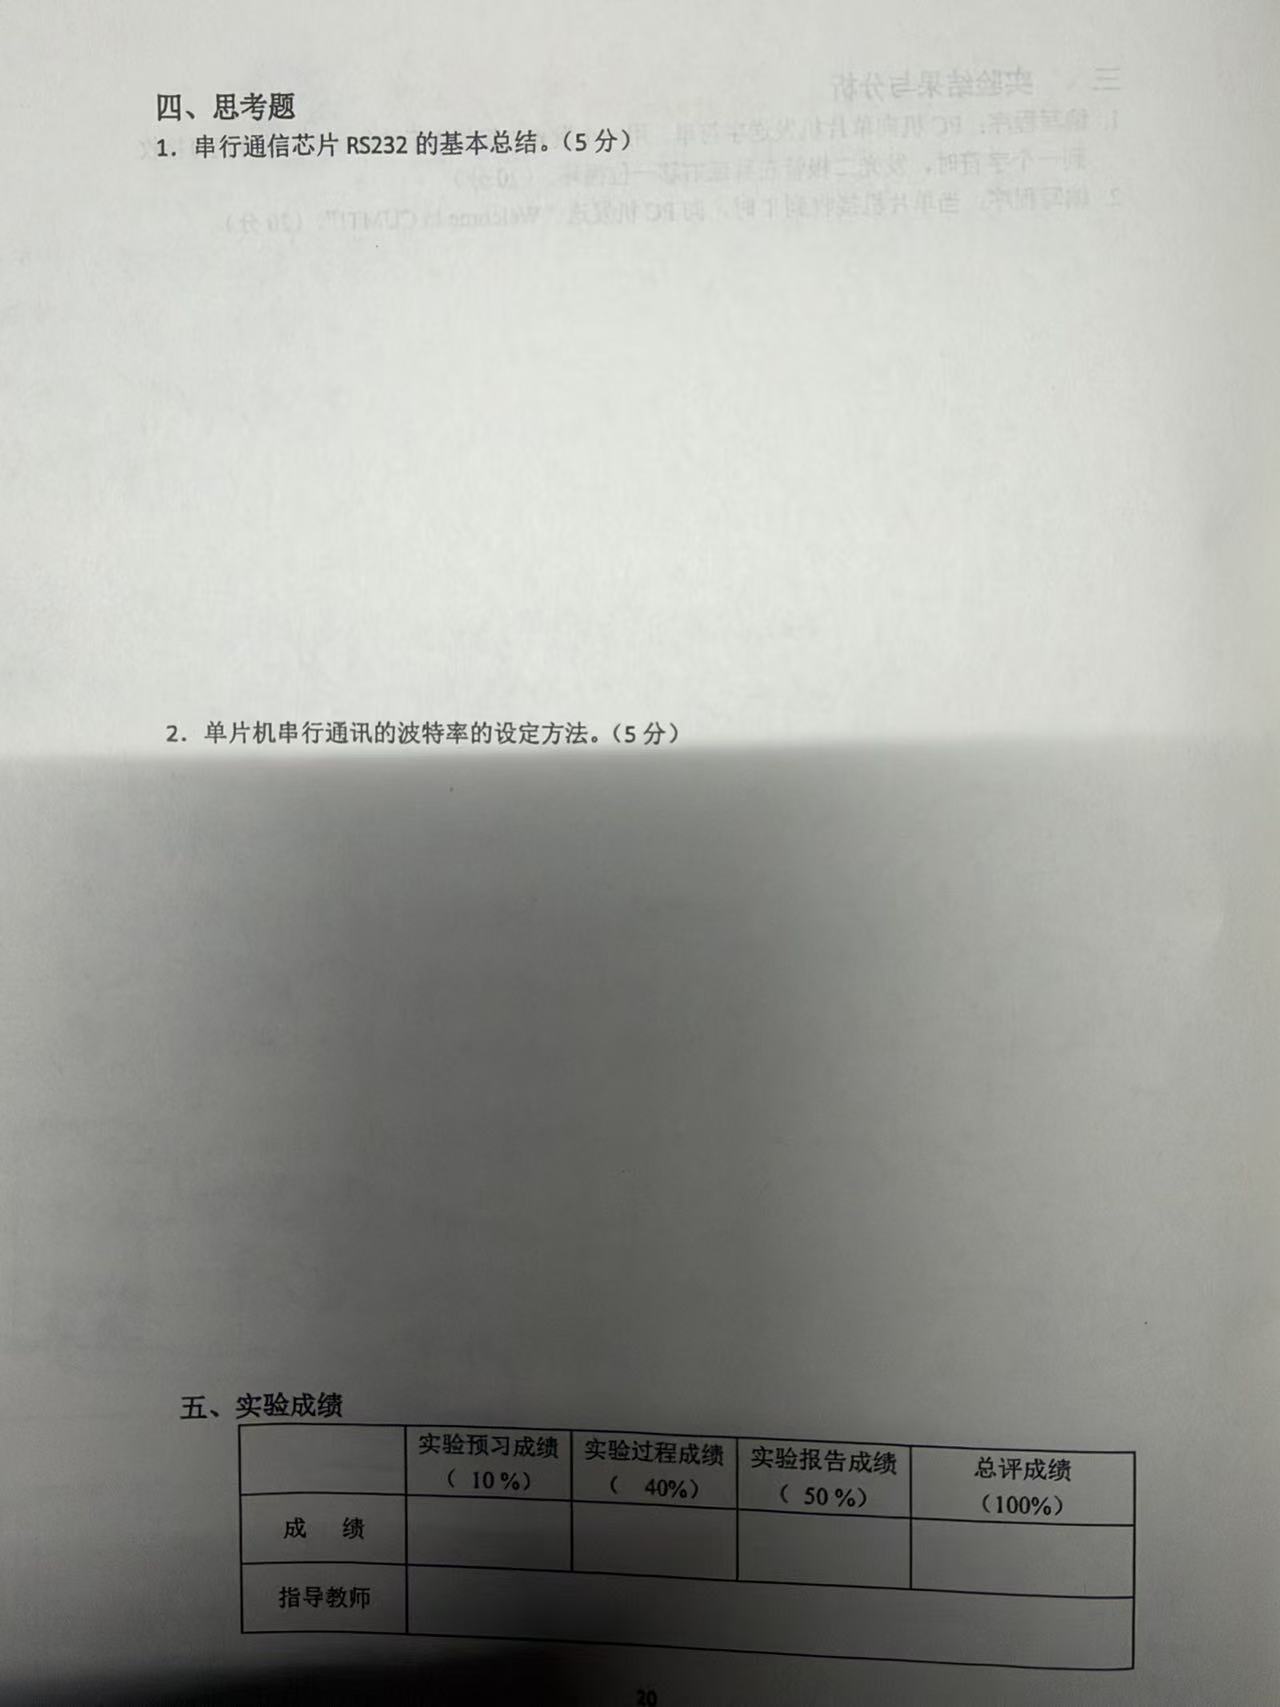 四、思考题
1. 串行通信芯片 RS232 的基本总结。（5 分）
2. 单片机串行通讯的波特率的设定方法。（5 分）
五、实验成绩
实验预习成绩 实验过程成绩 实验报告成绩 总评成绩
（ 10 %） （ 40%） （ 50 %） （100%）
成 绩
指导教师
20